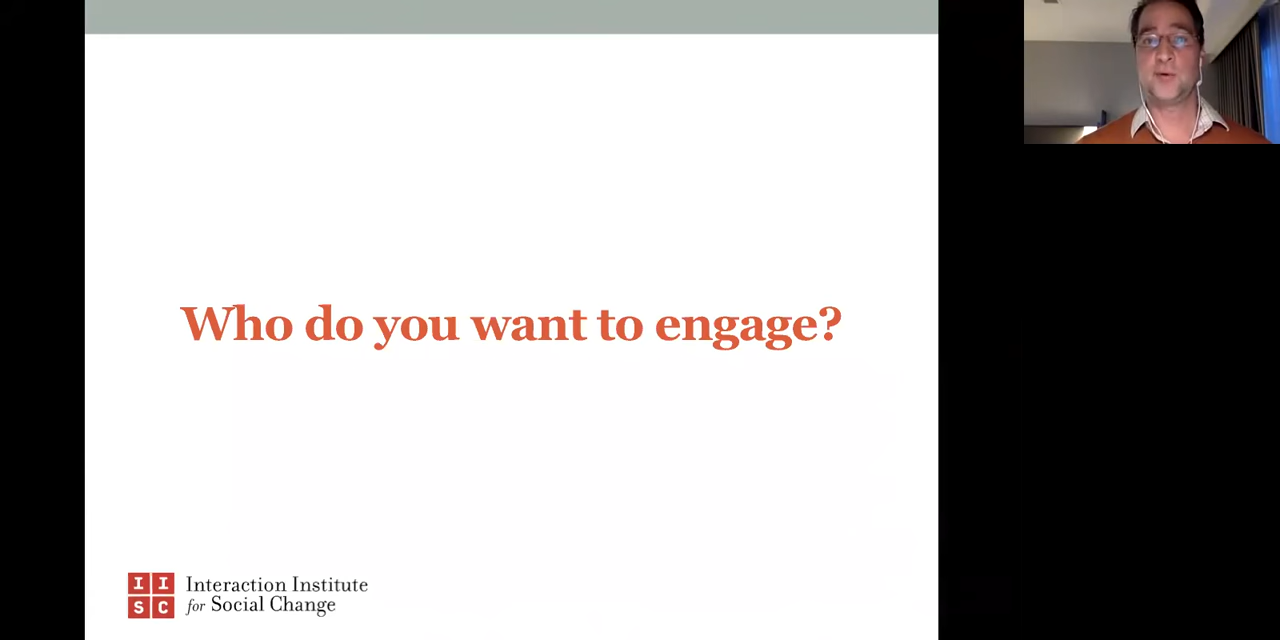 Who do you want to engage?
I I
S C
Interaction Institute
for Social Change